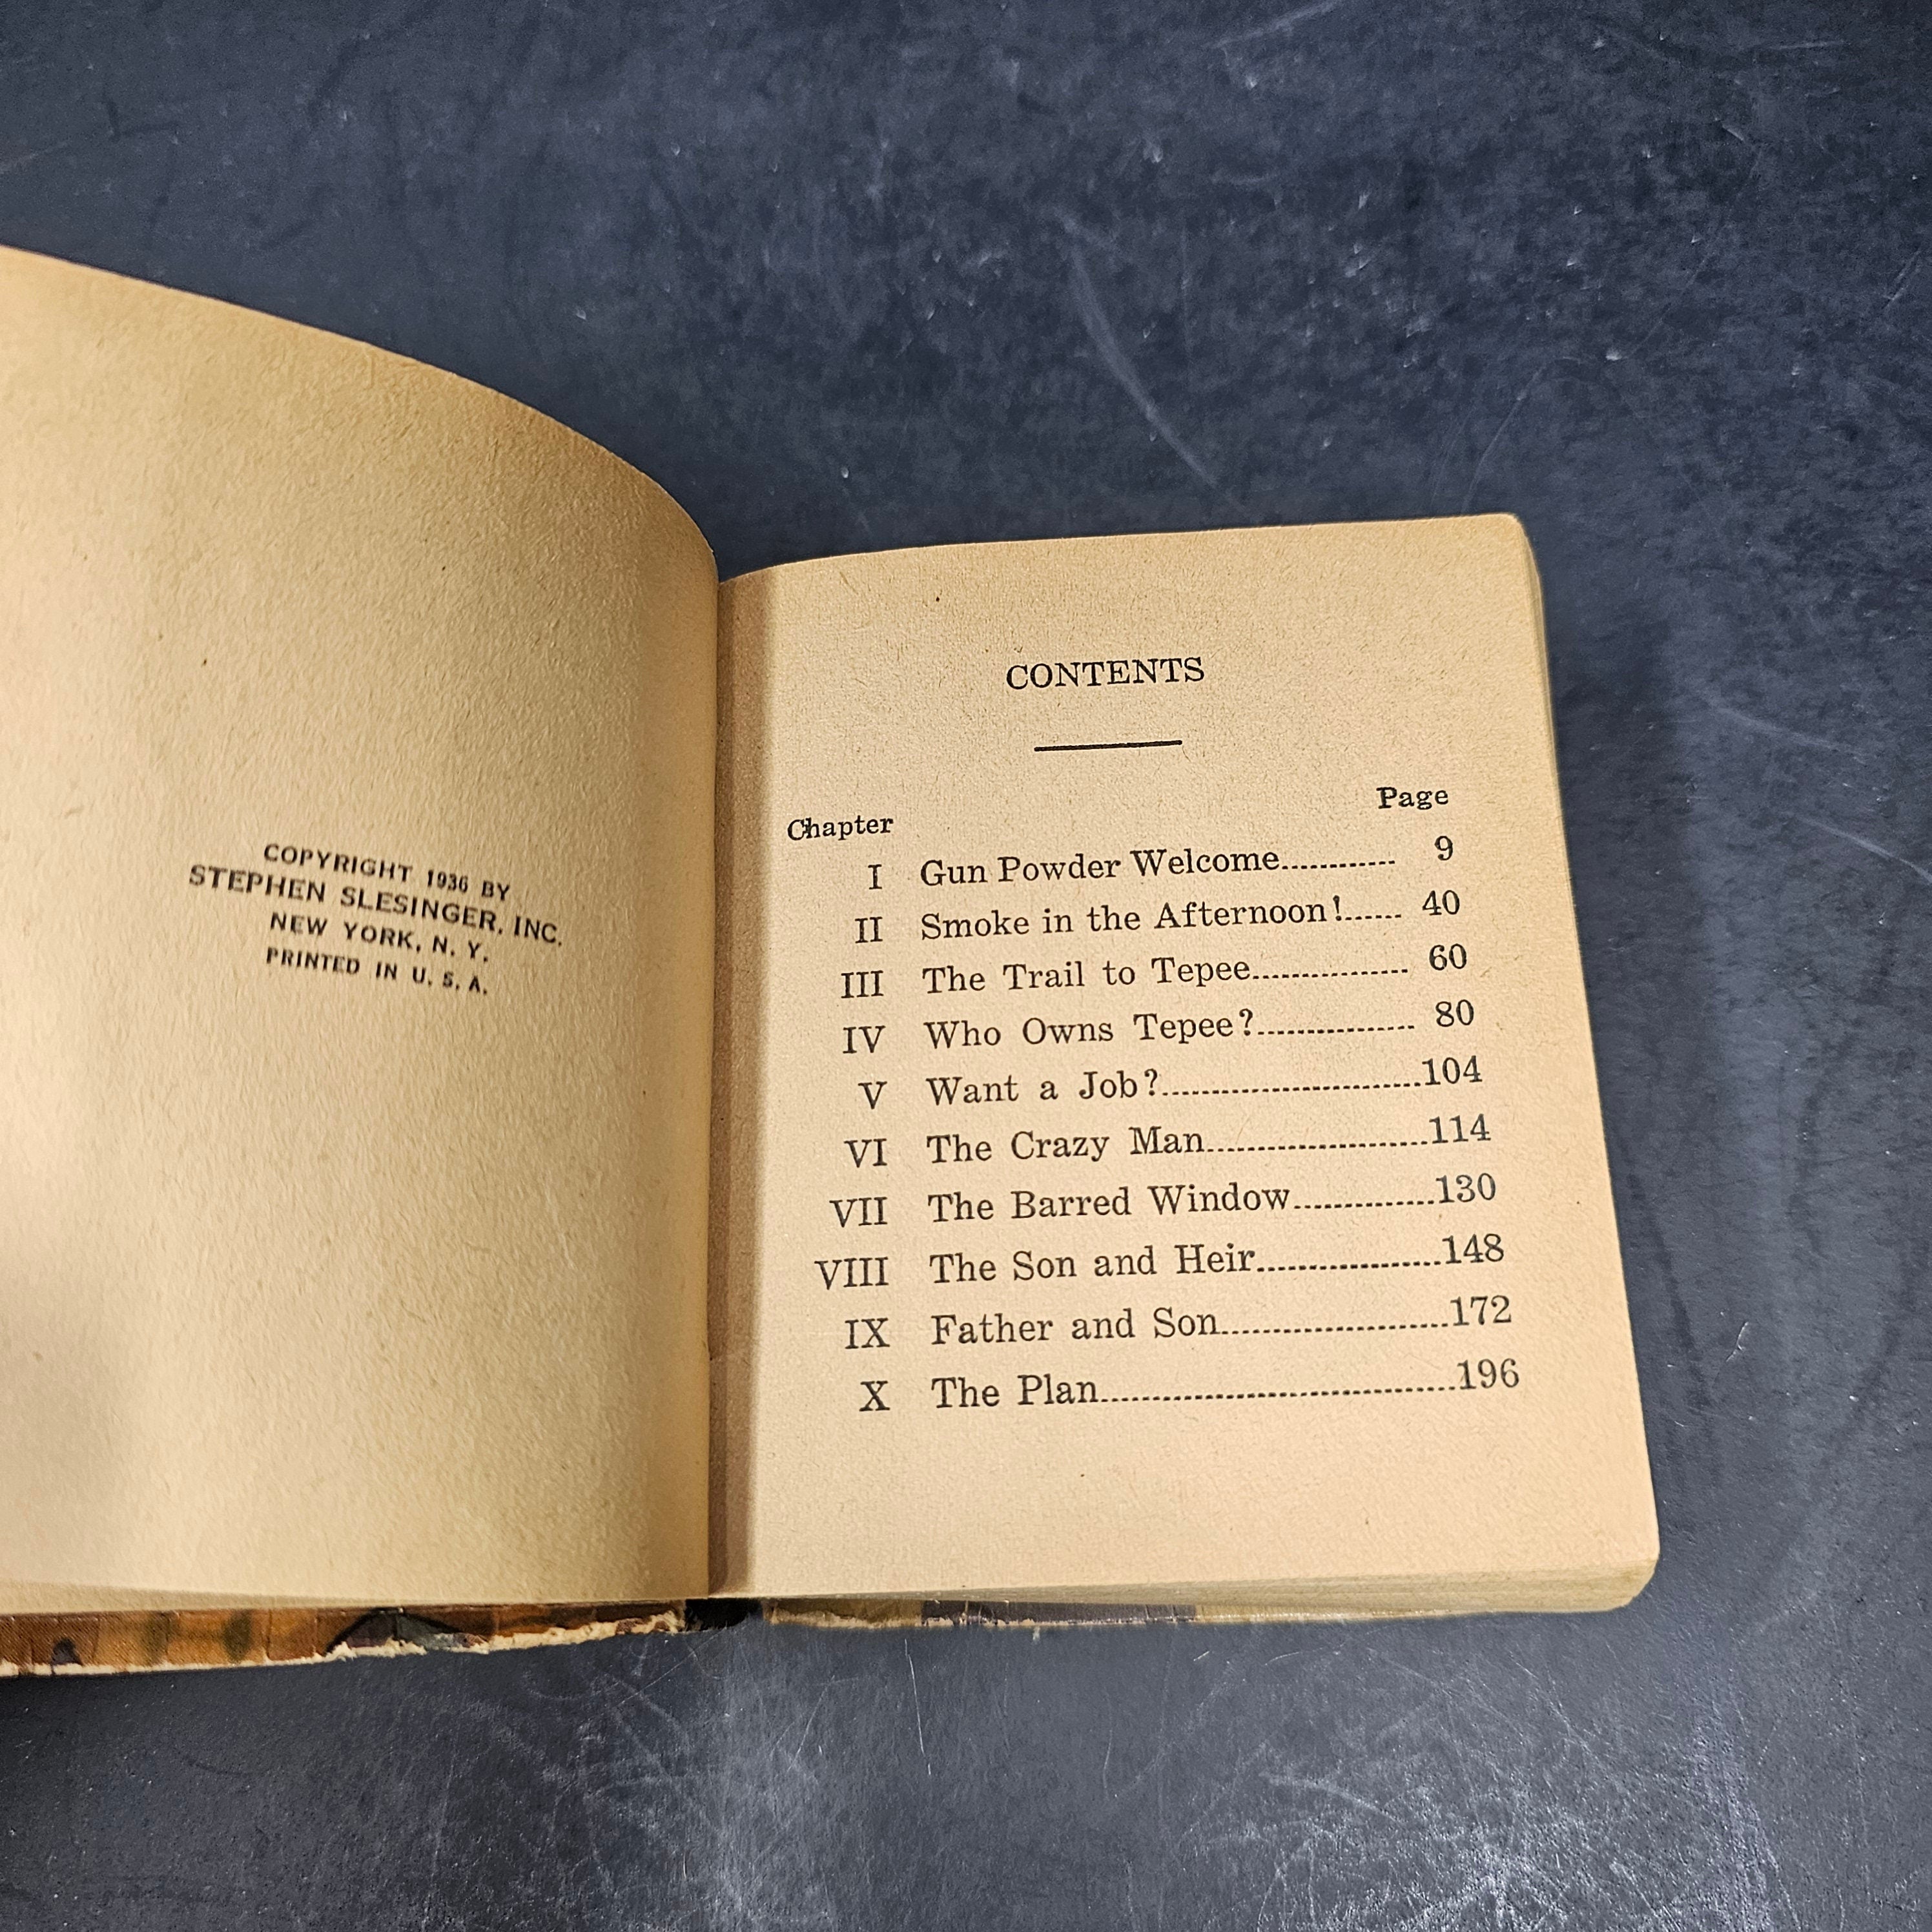 COPYRIGHT 1936 BY
STEPHEN SLESINGER, INC.
NEW YORK, N. Y.
PRINTED IN U. S. A.
CONTENTS
Chapter Page
I Gun Powder Welcome............ 9
II Smoke in the Afternoon!...... 40
III The Trail to Tepee............... 60
IV Who Owns Tepee?............... 80
V Want a Job?.........................104
VI The Crazy Man.....................114
VII The Barred Window..............130
VIII The Son and Heir..................148
IX Father and Son......................172
X The Plan...................................196